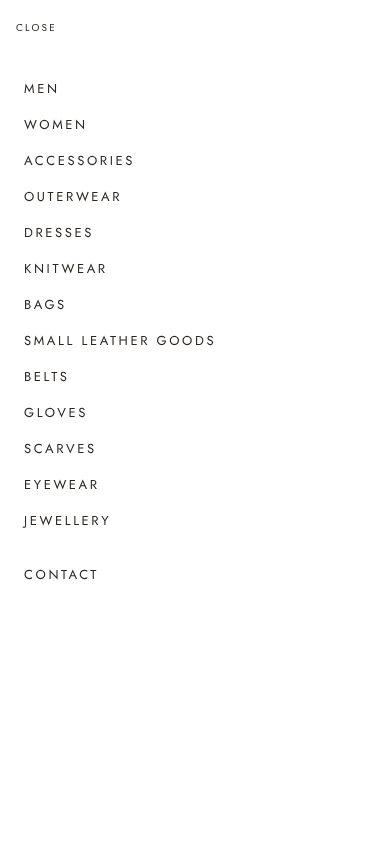 CLOSE
MEN
WOMEN
ACCESSORIES
OUTERWEAR
DRESSES
KNITWEAR
BAGS
SMALL LEATHER GOODS
BELTS
GLOVES
SCARVES
EYEWEAR
JEWELLERY
CONTACT